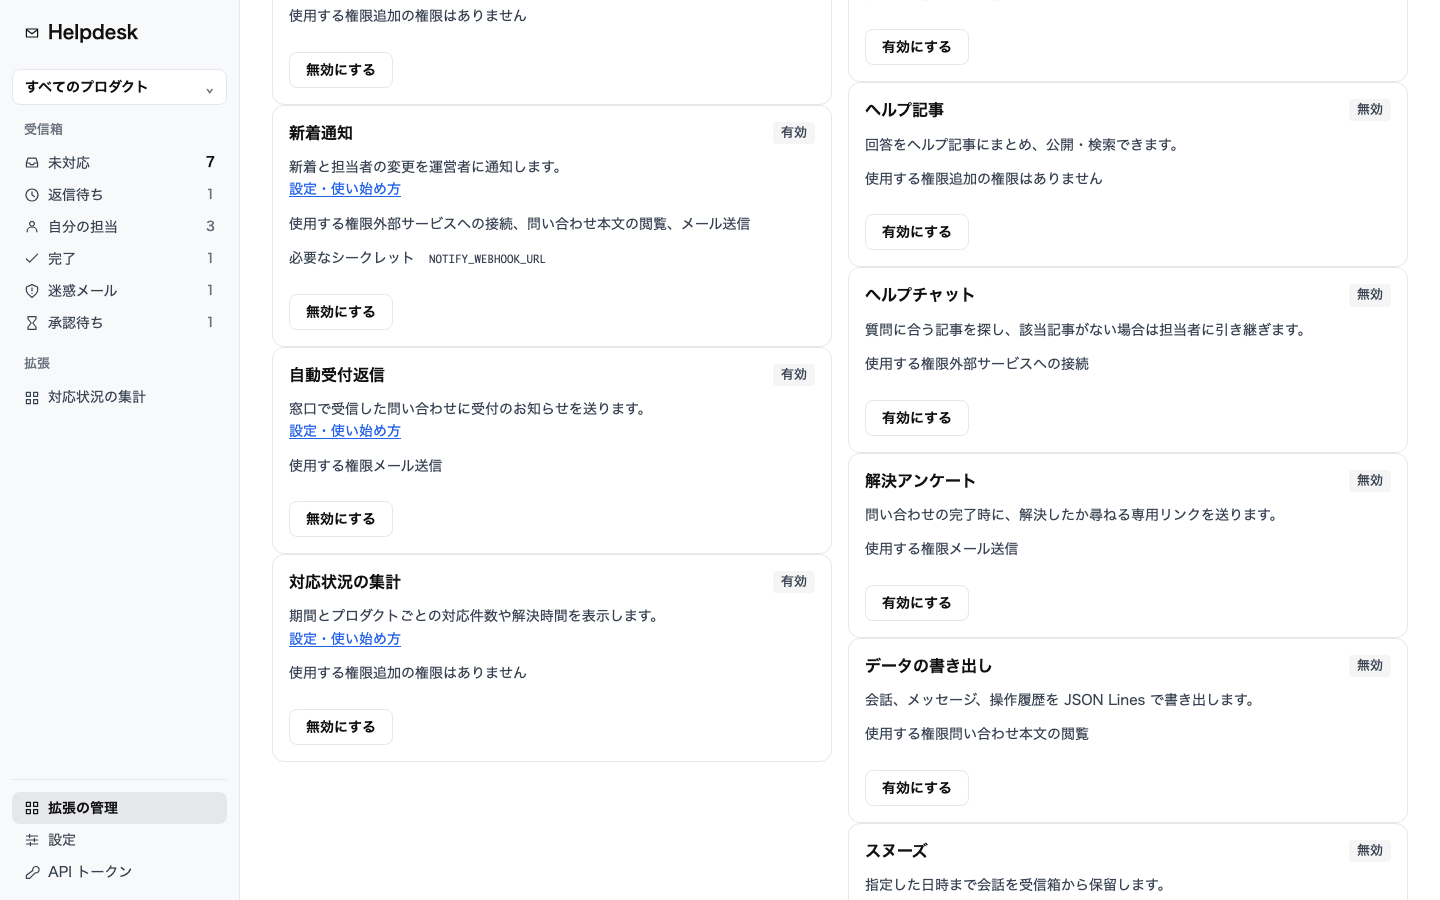 Helpdesk
すべてのプロダクト
受信箱
未対応 7
返信待ち 1
自分の担当 3
完了 1
迷惑メール 1
承認待ち 1
拡張
対応状況の集計
拡張の管理
設定
API トークン
使用する権限追加の権限はありません
無効にする
新着通知 有効
新着と担当者の変更を運営者に通知します。
設定・使い始め方
使用する権限外部サービスへの接続、問い合わせ本文の閲覧、メール送信
必要なシークレット NOTIFY_WEBHOOK_URL
無効にする
自動受付返信 有効
窓口で受信した問い合わせに受付のお知らせを送ります。
設定・使い始め方
使用する権限メール送信
無効にする
対応状況の集計 有効
期間とプロダクトごとの対応件数や解決時間を表示します。
設定・使い始め方
使用する権限追加の権限はありません
無効にする
有効にする
ヘルプ記事 無効
回答をヘルプ記事にまとめ、公開・検索できます。
使用する権限追加の権限はありません
有効にする
ヘルプチャット 無効
質問に合う記事を探し、該当記事がない場合は担当者に引き継ぎます。
使用する権限外部サービスへの接続
有効にする
解決アンケート 無効
問い合わせの完了時に、解決したか尋ねる専用リンクを送ります。
使用する権限メール送信
有効にする
データの書き出し 無効
会話、メッセージ、操作履歴を JSON Lines で書き出します。
使用する権限問い合わせ本文の閲覧
有効にする
スヌーズ 無効
指定した日時まで会話を受信箱から保留します。